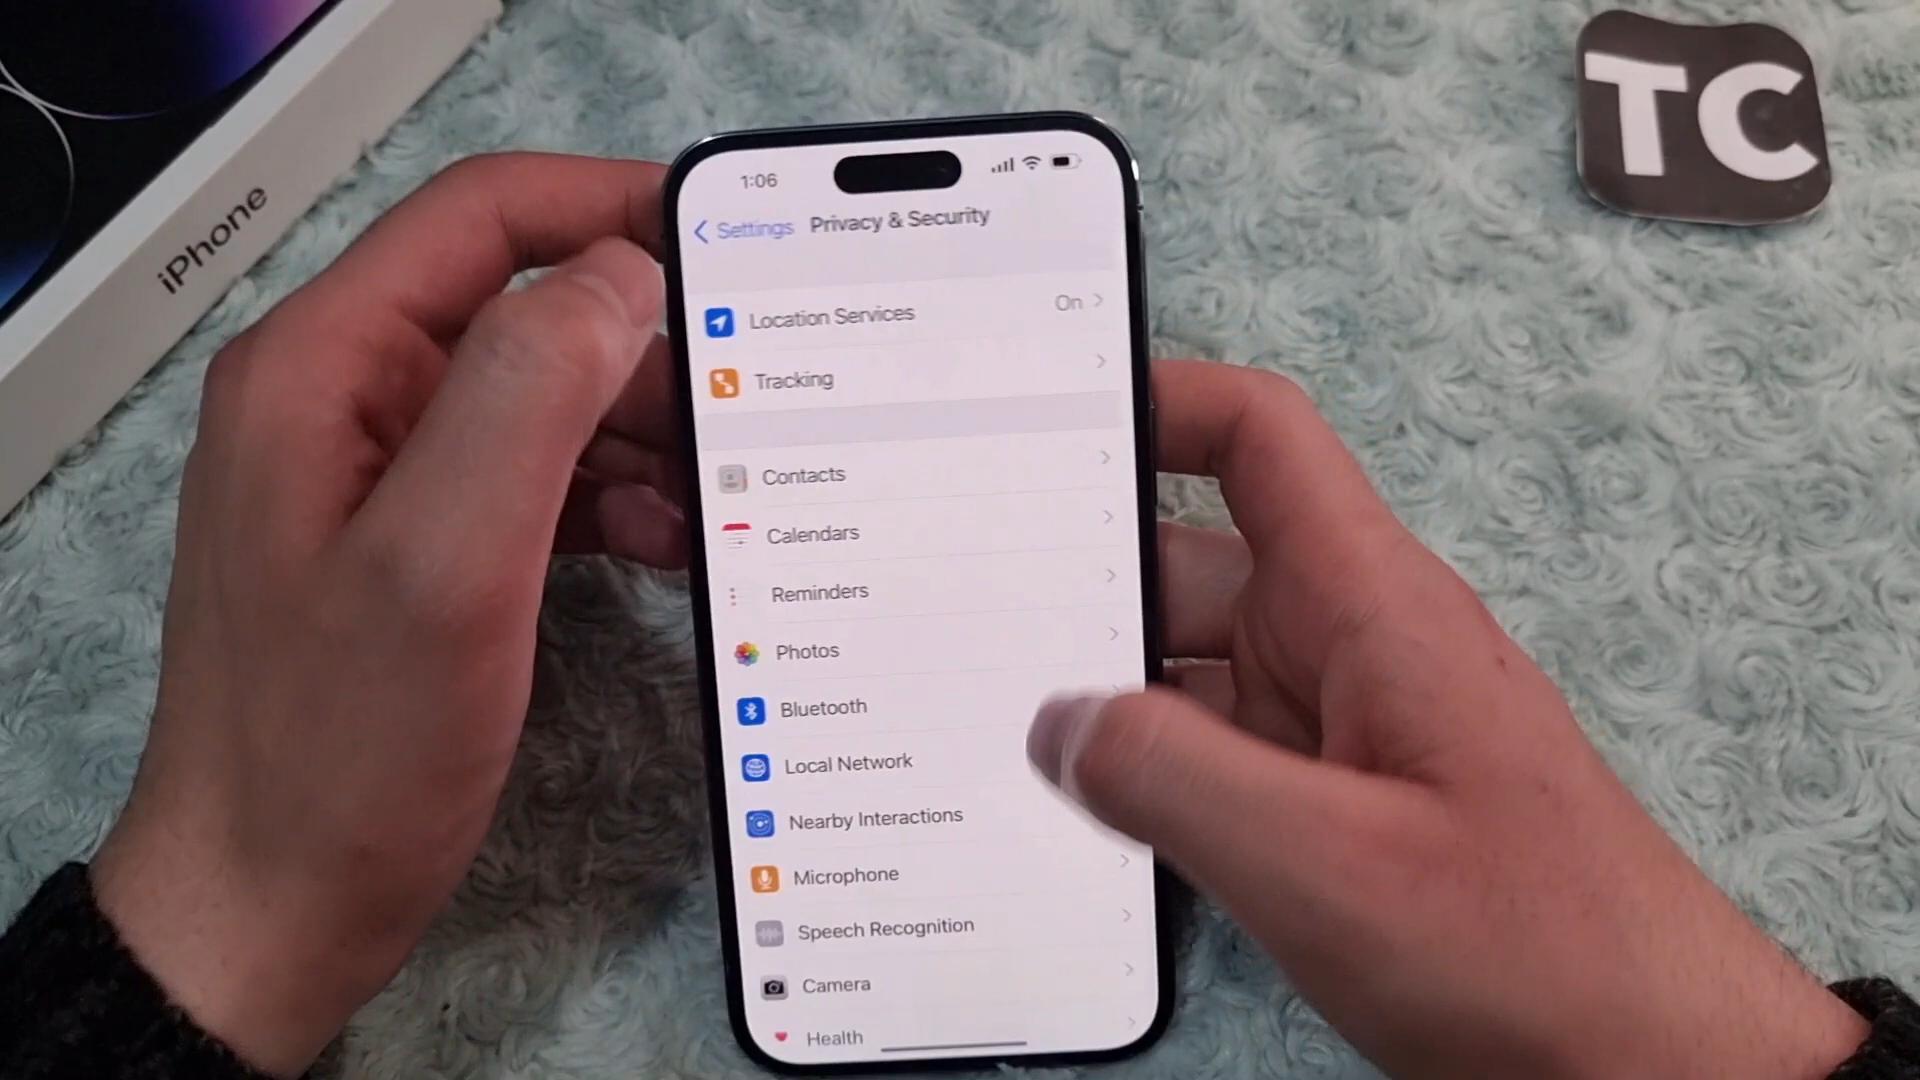 iPhone
TC
1:06
Settings Privacy & Security
Location Services On
Tracking
Contacts
Calendars
Reminders
Photos
Bluetooth
Local Network
Nearby Interactions
Microphone
Speech Recognition
Camera
Health